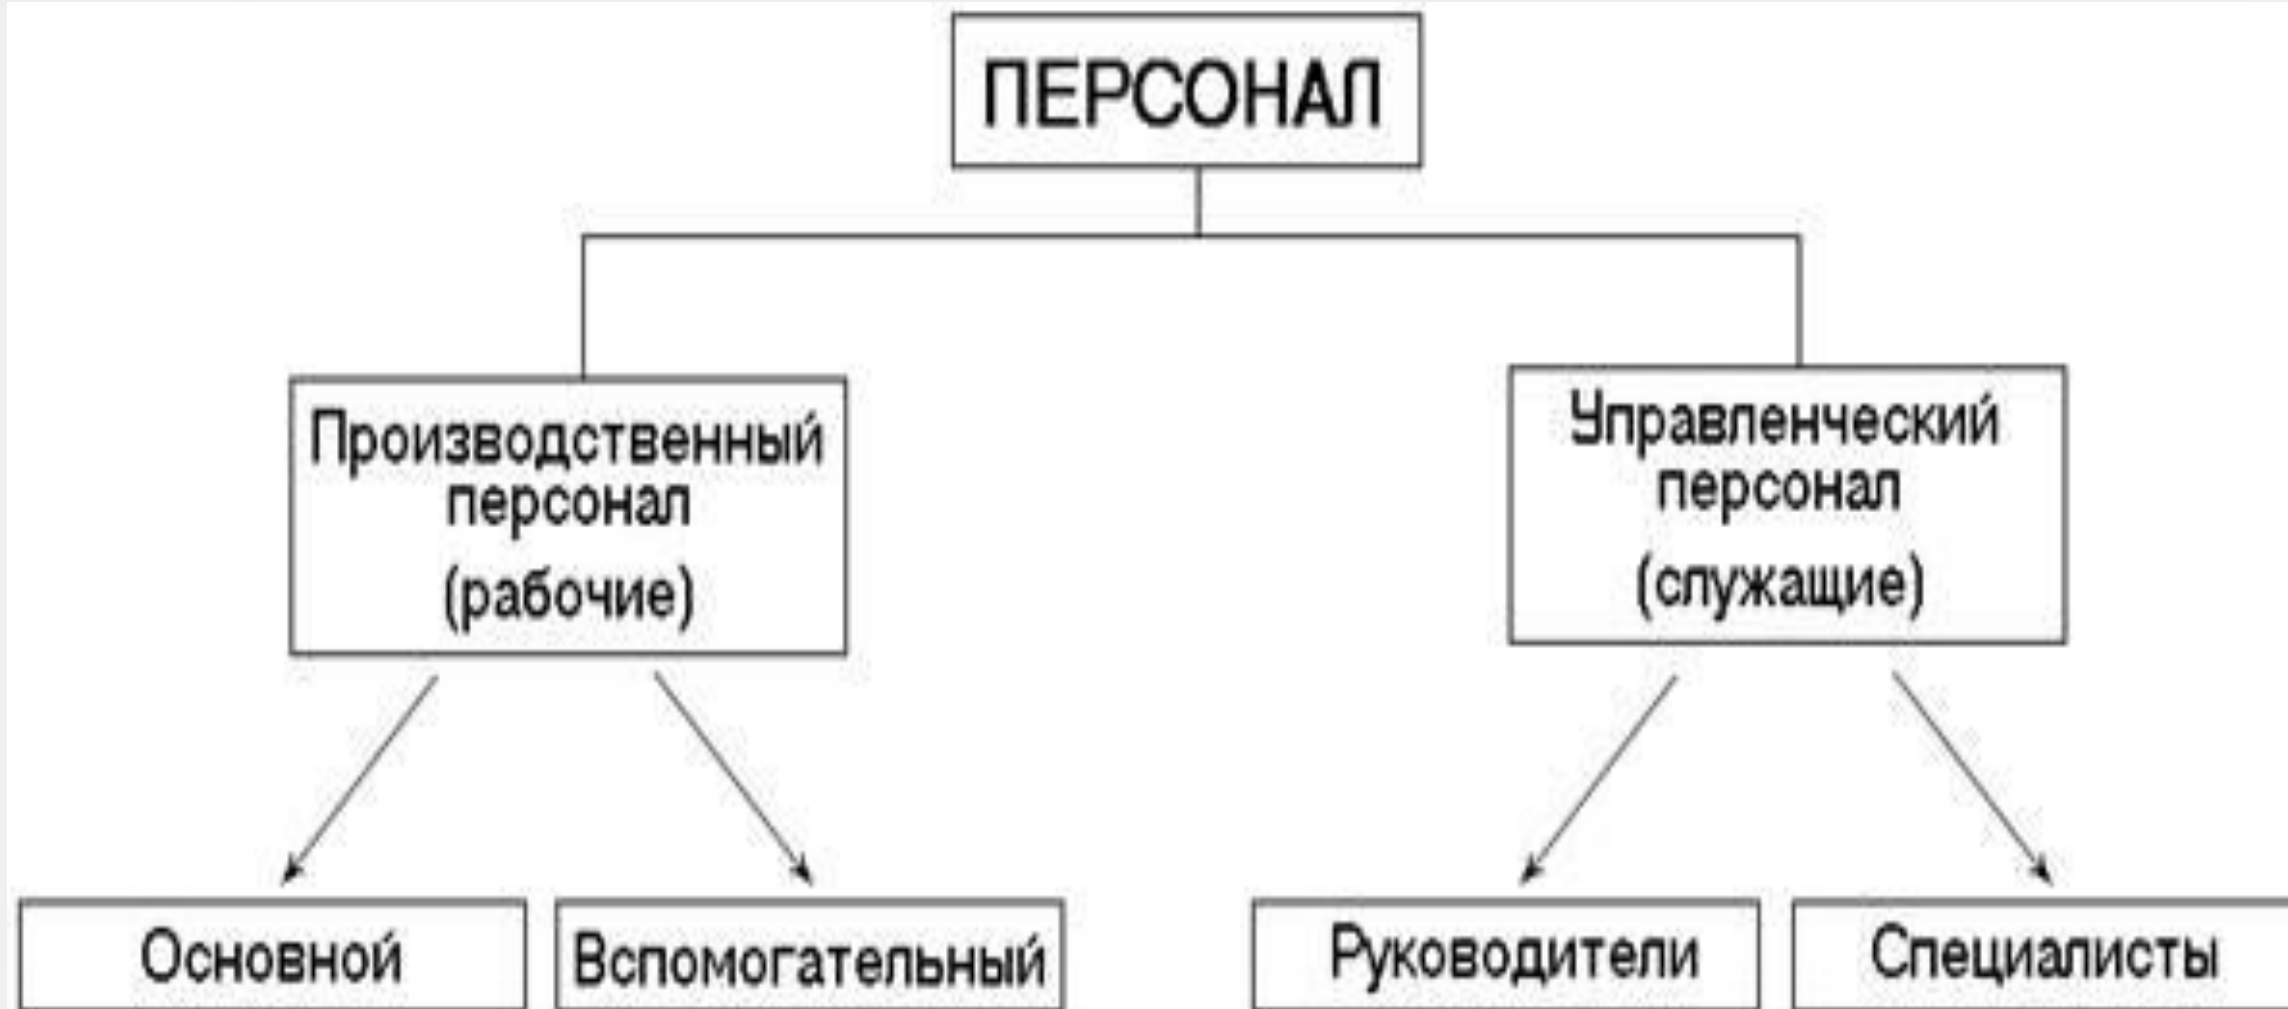 ПЕРСОНАЛ
Производственный
персонал
(рабочие)
Управленческий
персонал
(служащие)
Основной
Вспомогательный
Руководители
Специалисты